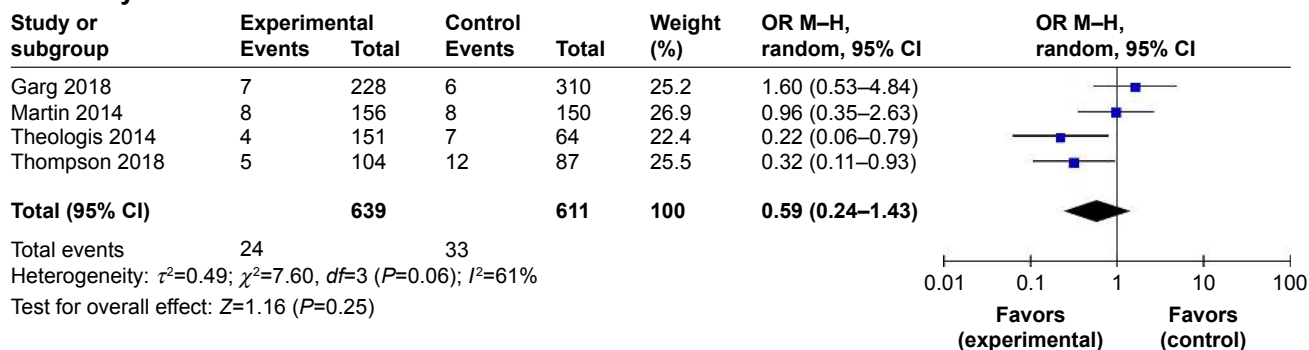 Study or Experimental Control Weight OR M–H, OR M–H,
subgroup Events Total Events Total (%) random, 95% CI random, 95% CI
Garg 2018 7 228 6 310 25.2 1.60 (0.53–4.84)
Martin 2014 8 156 8 150 26.9 0.96 (0.35–2.63)
Theologis 2014 4 151 7 64 22.4 0.22 (0.06–0.79)
Thompson 2018 5 104 12 87 25.5 0.32 (0.11–0.93)
Total (95% CI) 639 611 100 0.59 (0.24–1.43)
Total events 24 33
Heterogeneity: τ²=0.49; χ²=7.60, df=3 (P=0.06); I²=61%
Test for overall effect: Z=1.16 (P=0.25)
0.01 0.1 1 10 100
Favors Favors
(experimental) (control)